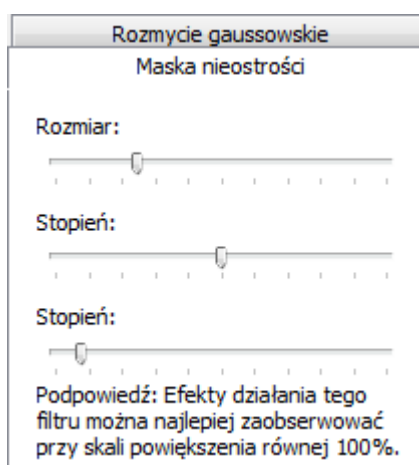 Rozmycie gaussowskie
Maska nieostrości
Rozmiar:
Stopień:
Stopień:
Podpowiedź: Efekty działania tego
filtru można najlepiej zaobserwować
przy skali powiększenia równej 100%.